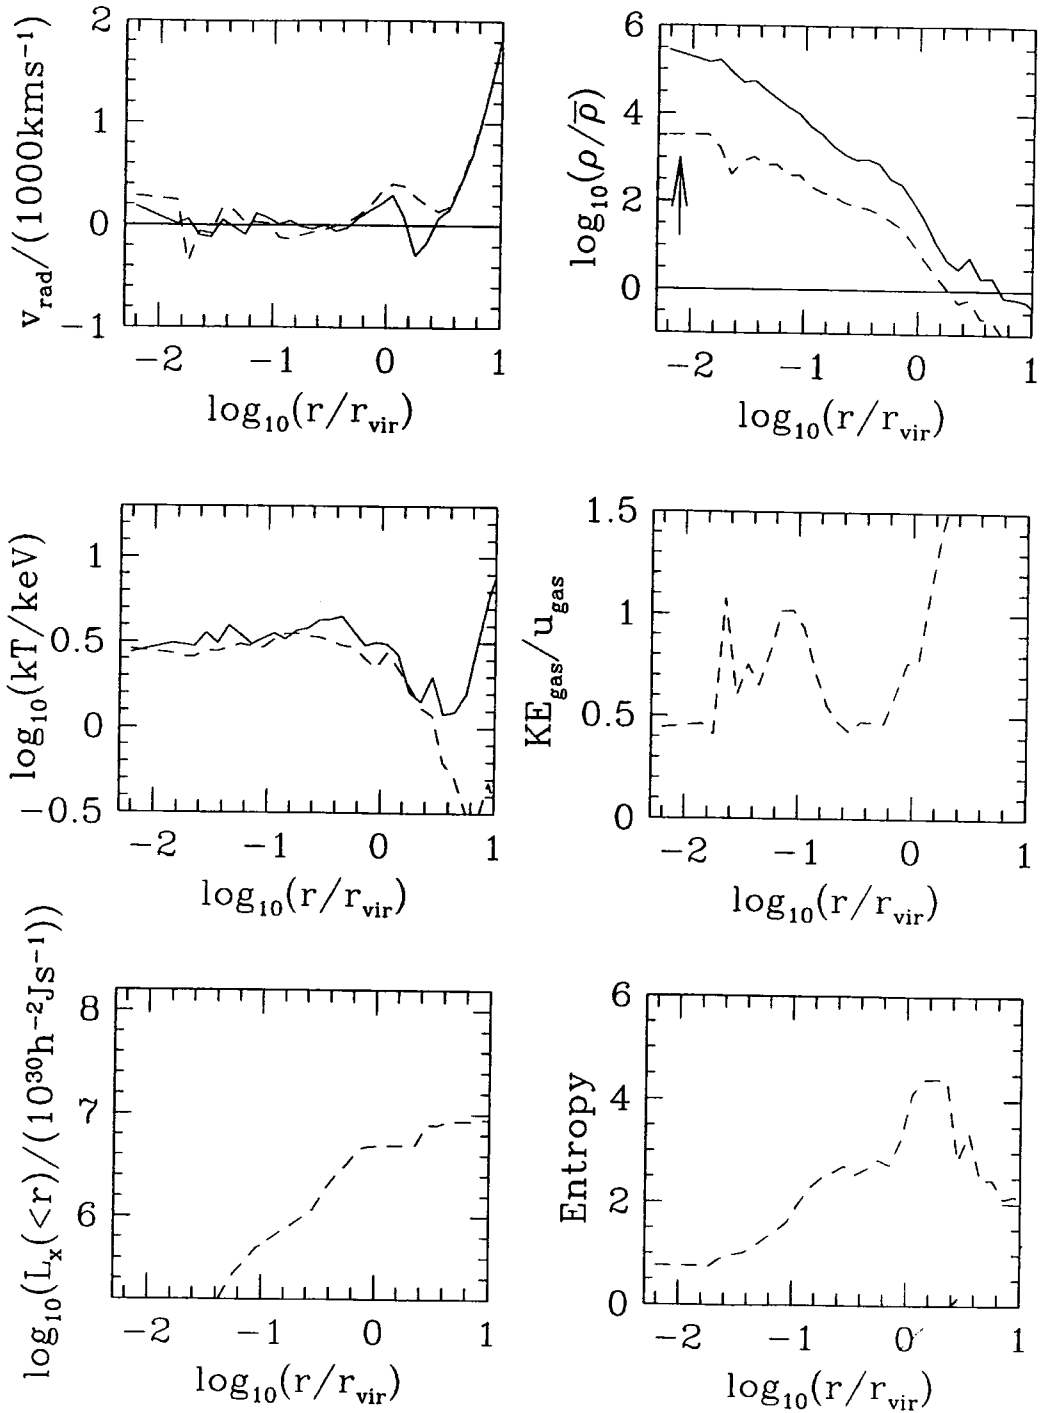 v_rad/(1000kms⁻¹)
2
1
0
−1
−2 −1 0 1
log₁₀(r/r_vir)
log₁₀(ρ/ρ̅)
6
4
2
0
−2 −1 0 1
log₁₀(r/r_vir)
log₁₀(kT/keV)
1
0.5
0
−0.5
−2 −1 0 1
log₁₀(r/r_vir)
KE_gas/u_gas
1.5
1
0.5
0
−2 −1 0 1
log₁₀(r/r_vir)
log₁₀(L_x(<r)/(10³⁰h⁻²Js⁻¹))
8
7
6
−2 −1 0 1
log₁₀(r/r_vir)
Entropy
6
4
2
0
−2 −1 0 1
log₁₀(r/r_vir)